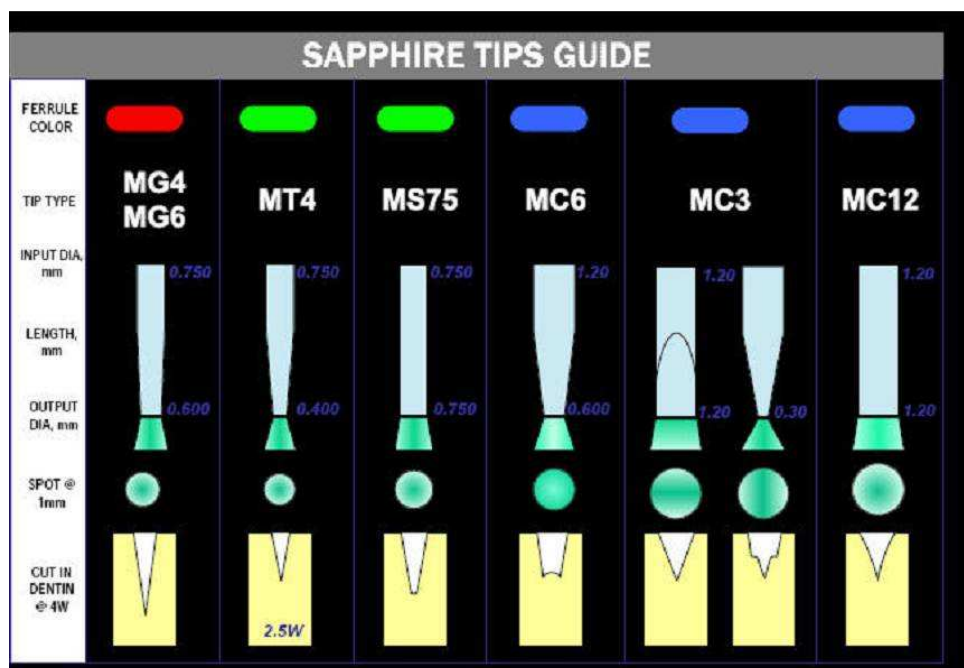 SAPPHIRE TIPS GUIDE
FERRULE
COLOR
TIP TYPE
MG4
MG6
MT4
MS75
MC6
MC3
MC12
INPUT DIA,
mm
0.750
0.750
0.750
1.20
1.20
1.20
LENGTH,
mm
OUTPUT
DIA, mm
0.600
0.400
0.750
0.600
1.20
0.30
1.20
SPOT @
1mm
CUT IN
DENTIN
@ 4W
2.5W